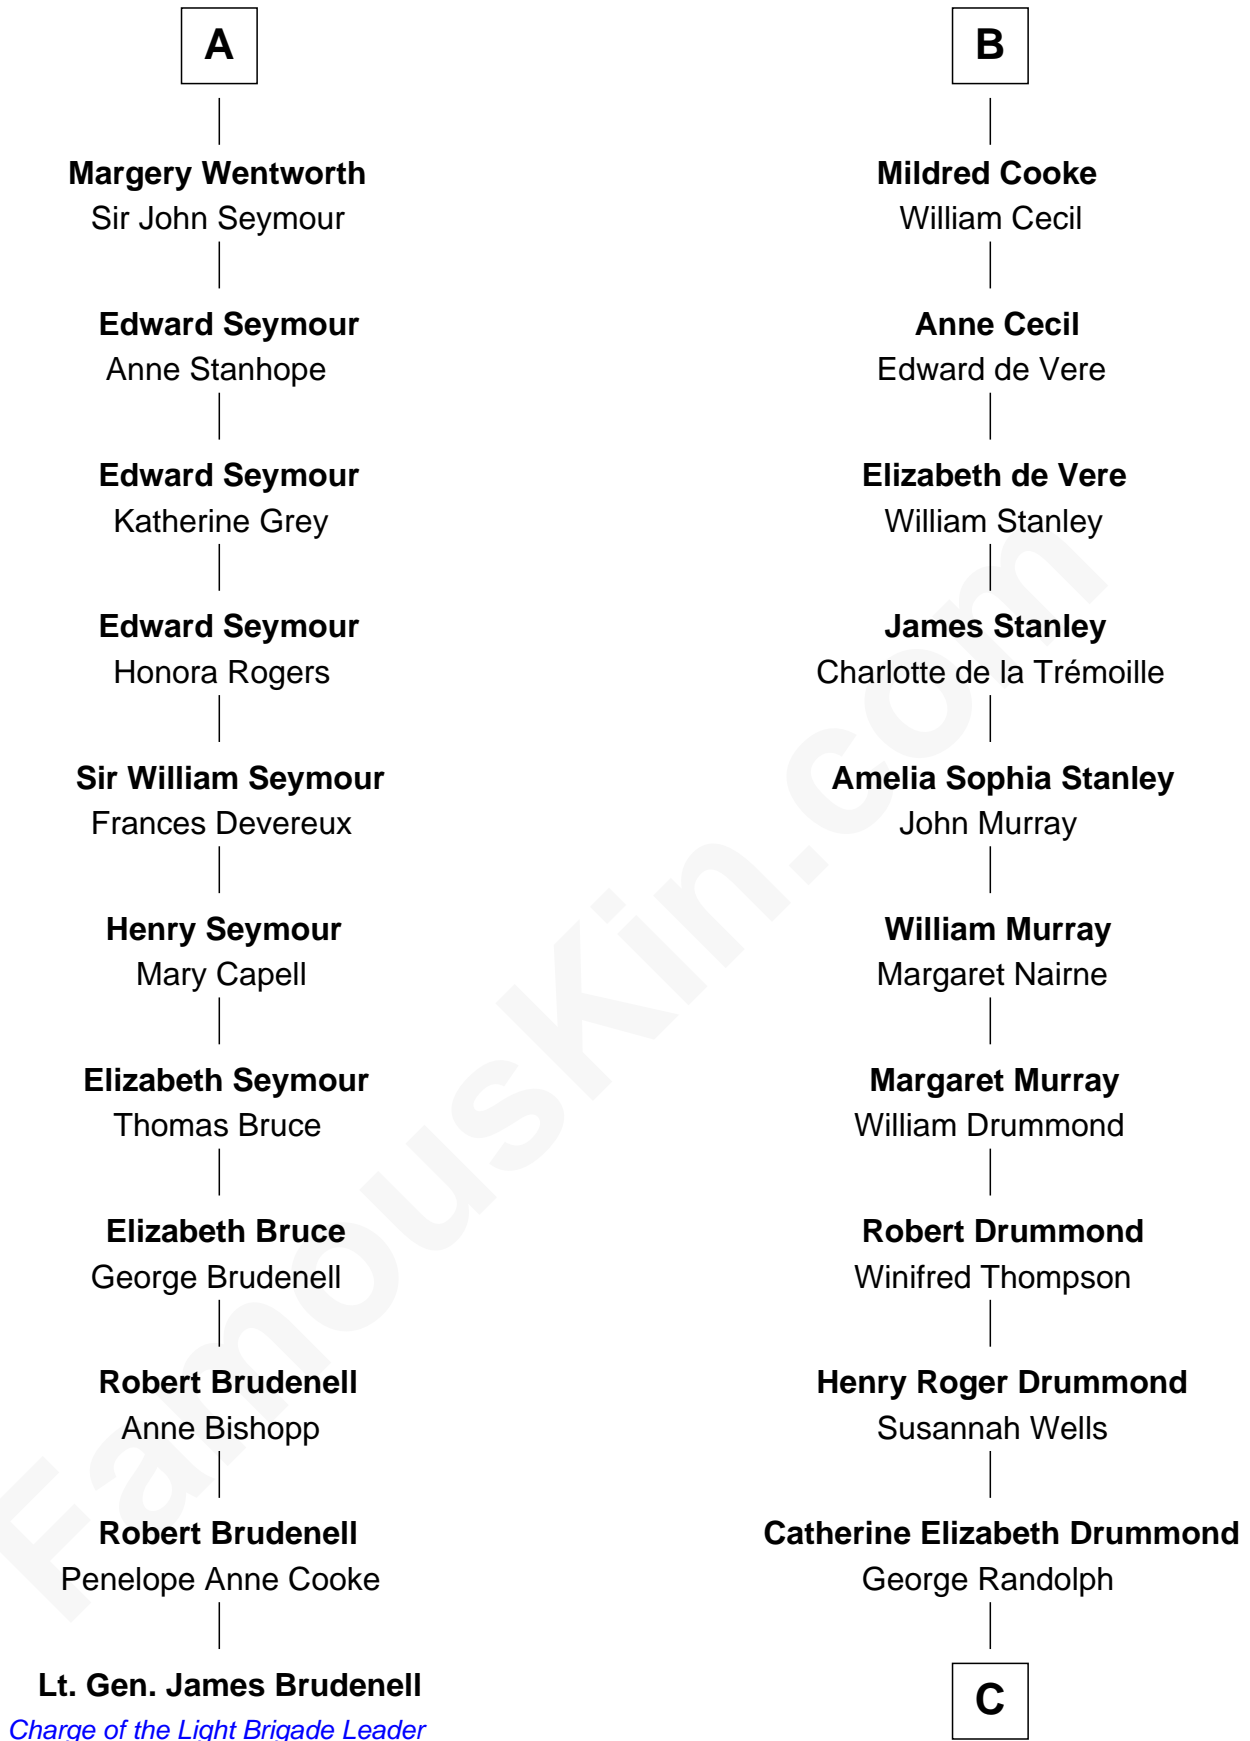 A
Margery Wentworth
Sir John Seymour
Edward Seymour
Anne Stanhope
Edward Seymour
Katherine Grey
Edward Seymour
Honora Rogers
Sir William Seymour
Frances Devereux
Henry Seymour
Mary Capell
Elizabeth Seymour
Thomas Bruce
Elizabeth Bruce
George Brudenell
Robert Brudenell
Anne Bishopp
Robert Brudenell
Penelope Anne Cooke
Lt. Gen. James Brudenell
Charge of the Light Brigade Leader
B
Mildred Cooke
William Cecil
Anne Cecil
Edward de Vere
Elizabeth de Vere
William Stanley
James Stanley
Charlotte de la Trémoille
Amelia Sophia Stanley
John Murray
William Murray
Margaret Nairne
Margaret Murray
William Drummond
Robert Drummond
Winifred Thompson
Henry Roger Drummond
Susannah Wells
Catherine Elizabeth Drummond
George Randolph
C
FamousKin.com